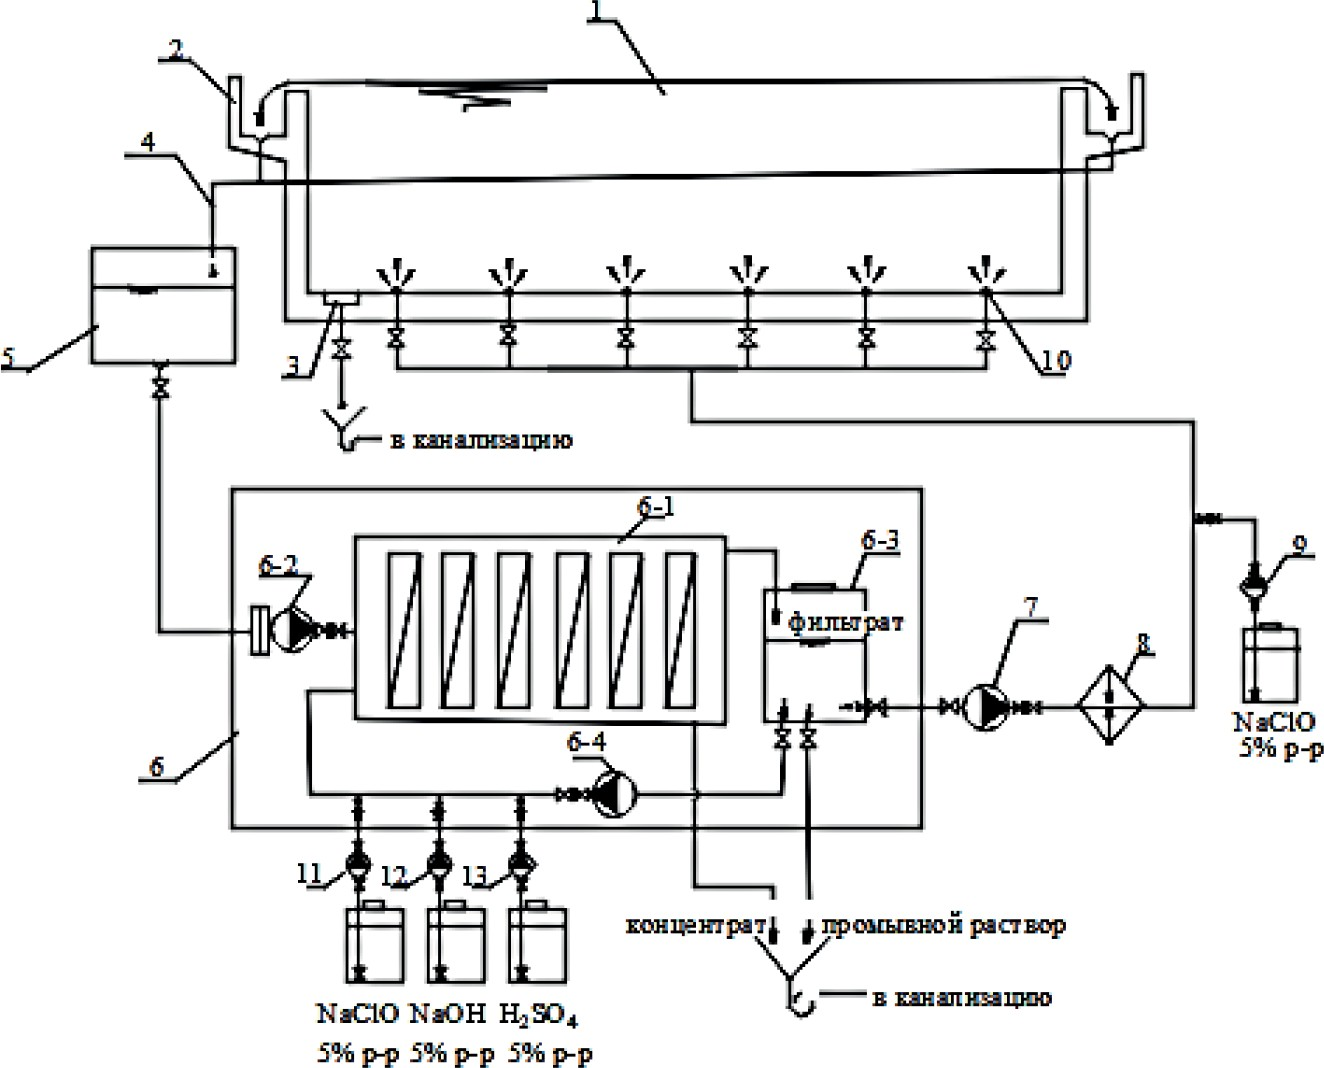 1
2
4
5
3
10
в канализацию
6-1
6-3
6-2
9
фильтрат
7
8
NaClO
5% р-р
6-4
6
11
12
13
концентрат
промывной раствор
в канализацию
NaClO NaOH H₂SO₄
5% р-р 5% р-р 5% р-р